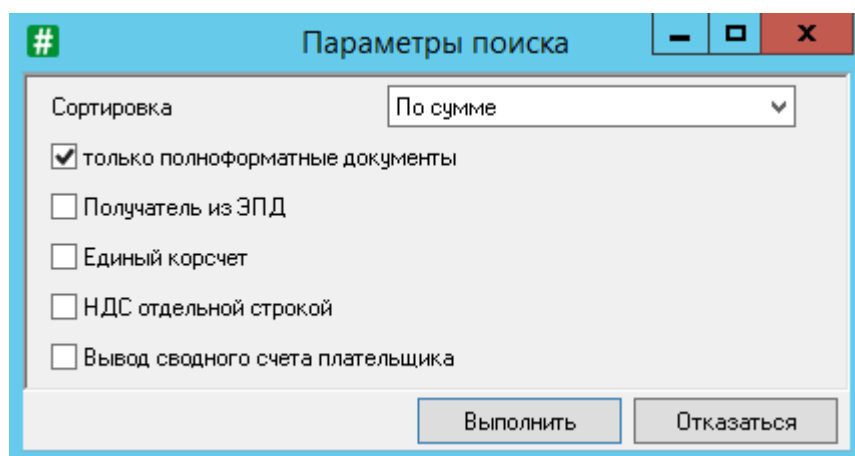 # Параметры поиска
Сортировка По сумме
только полноформатные документы
Получатель из ЭПД
Единый корсчет
НДС отдельной строкой
Вывод сводного счета плательщика
Выполнить Отказаться